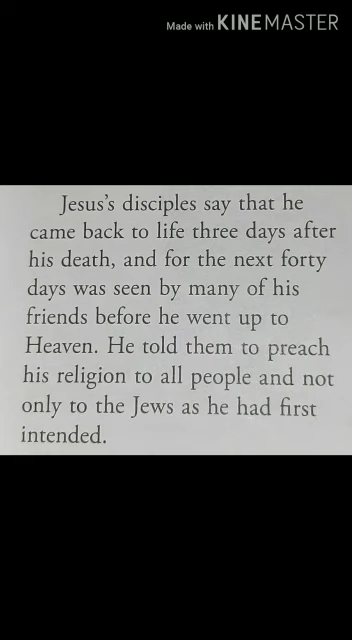 Made with KINEMASTER
Jesus's disciples say that he
came back to life three days after
his death, and for the next forty
days was seen by many of his
friends before he went up to
Heaven. He told them to preach
his religion to all people and not
only to the Jews as he had first
intended.